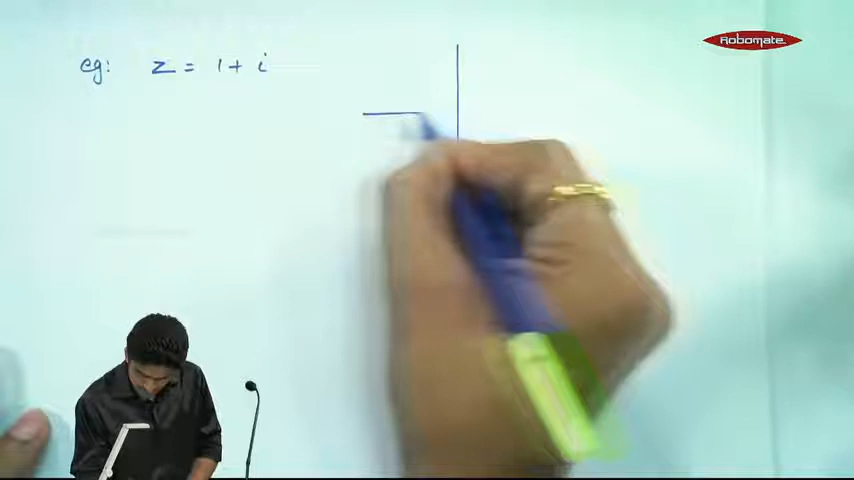 eg: z = 1 + i
Robomate